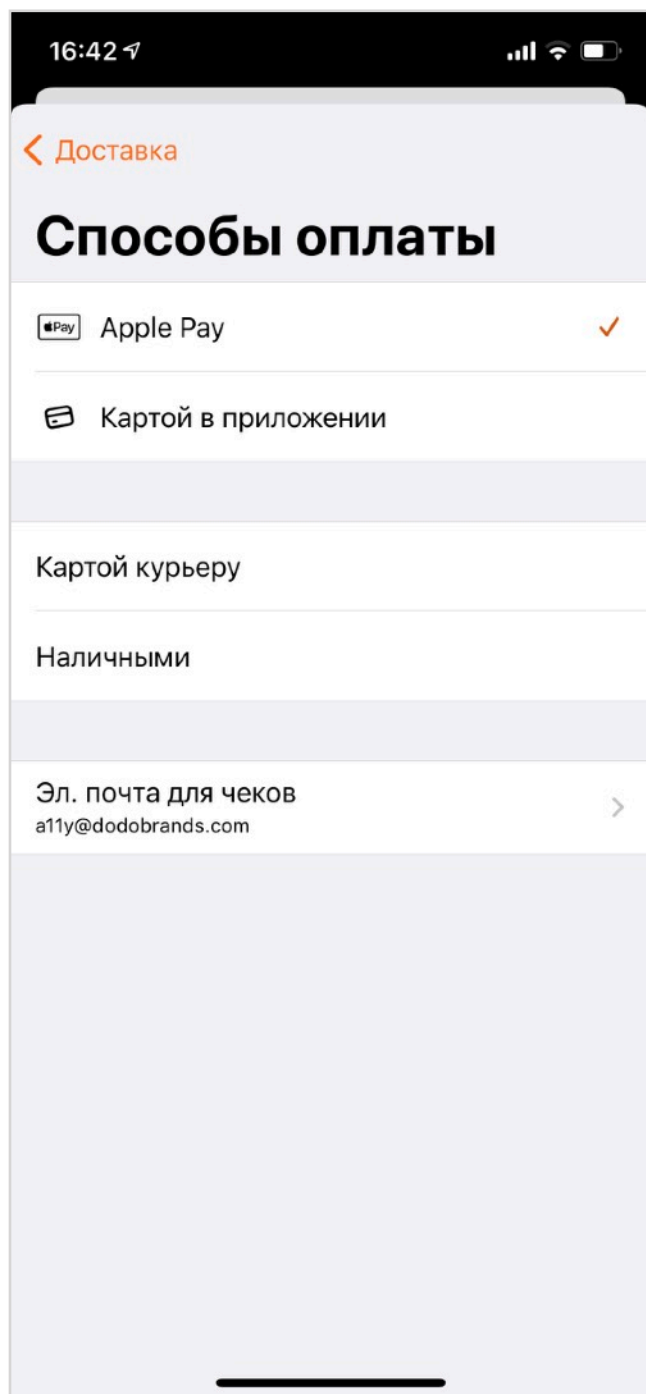 16:42
Доставка
Способы оплаты
Pay Apple Pay
Картой в приложении
Картой курьеру
Наличными
Эл. почта для чеков
a11y@dodobrands.com